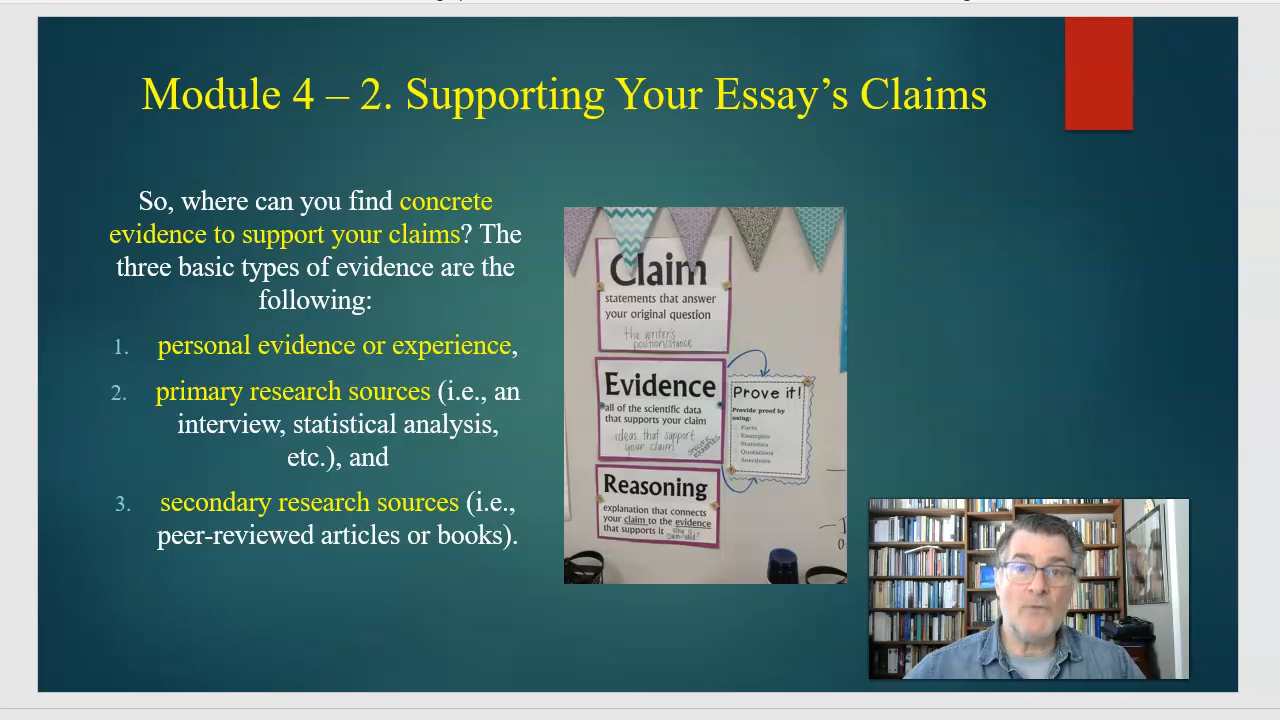 Module 4 – 2. Supporting Your Essay’s Claims
So, where can you find concrete
evidence to support your claims? The
three basic types of evidence are the
following:
1. personal evidence or experience,
2. primary research sources (i.e., an
interview, statistical analysis,
etc.), and
3. secondary research sources (i.e.,
peer-reviewed articles or books).
Claim
statements that answer
your original question
the writer's
position/stance
Evidence
all of the scientific data
that supports your claim
ideas that support
your claim
Prove it!
Provide proof by
using:
Facts
Examples
Statistics
Quotations
Anecdotes
Reasoning
explanation that connects
your claim to the evidence
that supports it